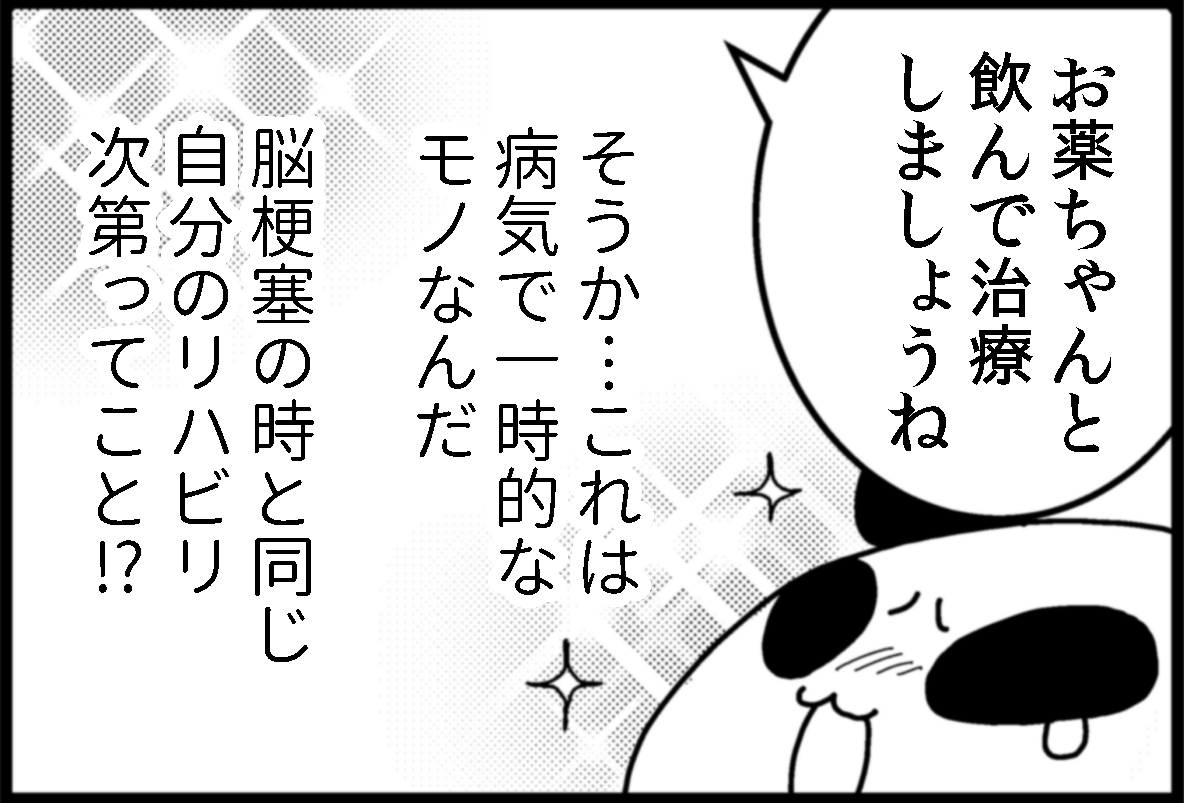 お薬ちゃんと
飲んで治療
しましょうね
そうか…これは
病気で一時的な
モノなんだ
脳梗塞の時と同じ
自分のリハビリ
次第ってこと!?